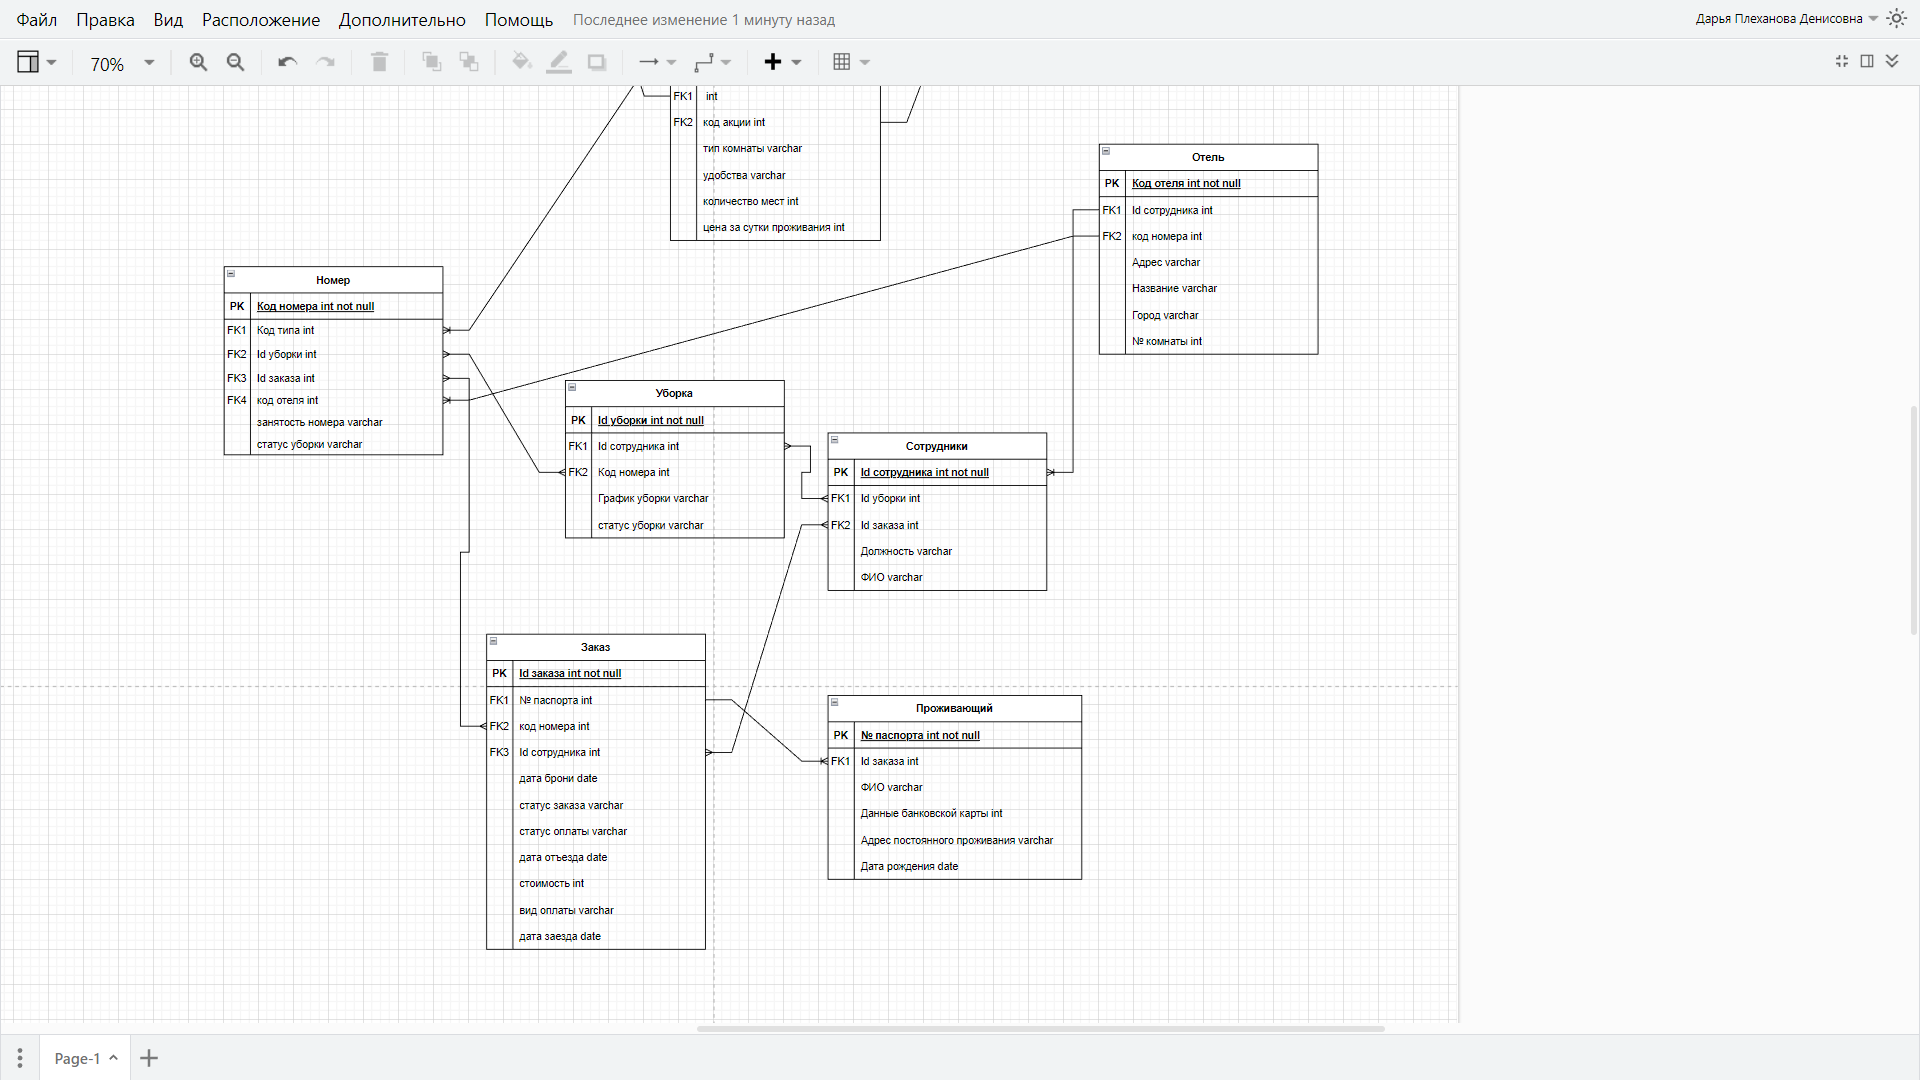 Файл Правка Вид Расположение Дополнительно Помощь Последнее изменение 1 минуту назад
Дарья Плеханова Денисовна
70%
FK1 int
FK2 код акции int
тип комнаты varchar
удобства varchar
количество мест int
цена за сутки проживания int
Отель
PK Код отеля int not null
FK1 Id сотрудника int
FK2 код номера int
Адрес varchar
Название varchar
Город varchar
№ комнаты int
Номер
PK Код номера int not null
FK1 Код типа int
FK2 Id уборки int
FK3 Id заказа int
FK4 код отеля int
занятость номера varchar
статус уборки varchar
Уборка
PK Id уборки int not null
FK1 Id сотрудника int
FK2 Код номера int
График уборки varchar
статус уборки varchar
Сотрудники
PK Id сотрудника int not null
FK1 Id уборки int
FK2 Id заказа int
Должность varchar
ФИО varchar
Заказ
PK Id заказа int not null
FK1 № паспорта int
FK2 код номера int
FK3 Id сотрудника int
дата брони date
статус заказа varchar
статус оплаты varchar
дата отъезда date
стоимость int
вид оплаты varchar
дата заезда date
Проживающий
PK № паспорта int not null
FK1 Id заказа int
ФИО varchar
Данные банковской карты int
Адрес постоянного проживания varchar
Дата рождения date
Page-1